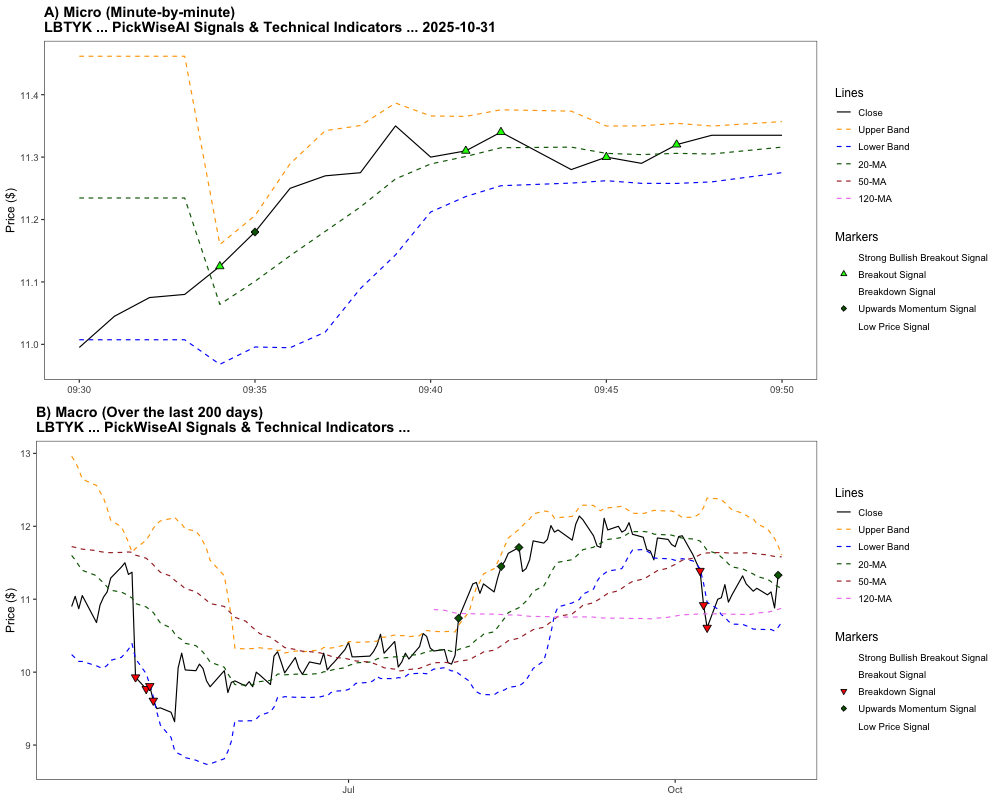 A) Micro (Minute-by-minute)
LBTYK ... PickWiseAI Signals & Technical Indicators ... 2025-10-31
Price ($)
11.4
11.3
11.2
11.1
11.0
09:30
09:35
09:40
09:45
09:50
Lines
Close
Upper Band
Lower Band
20-MA
50-MA
120-MA
Markers
Strong Bullish Breakout Signal
Breakout Signal
Breakdown Signal
Upwards Momentum Signal
Low Price Signal
B) Macro (Over the last 200 days)
LBTYK ... PickWiseAI Signals & Technical Indicators ...
Price ($)
13
12
11
10
9
Jul
Oct
Lines
Close
Upper Band
Lower Band
20-MA
50-MA
120-MA
Markers
Strong Bullish Breakout Signal
Breakout Signal
Breakdown Signal
Upwards Momentum Signal
Low Price Signal